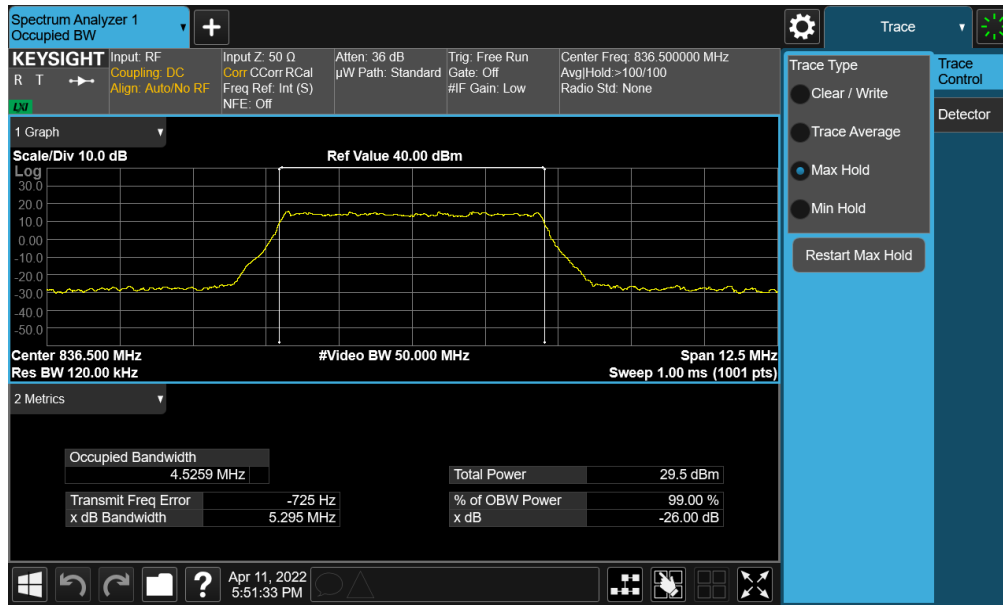 Spectrum Analyzer 1
Occupied BW
+
Trace
KEYSIGHT
R T
LXI
Input: RF
Coupling: DC
Align: Auto/No RF
Input Z: 50 Ω
Corr CCorr RCal
Freq Ref: Int (S)
NFE: Off
Atten: 36 dB
µW Path: Standard
Trig: Free Run
Gate: Off
#IF Gain: Low
Center Freq: 836.500000 MHz
Avg|Hold:>100/100
Radio Std: None
Trace Type
Clear / Write
Trace Average
Max Hold
Min Hold
Restart Max Hold
Trace
Control
Detector
1 Graph
Scale/Div 10.0 dB
Ref Value 40.00 dBm
Log
30.0
20.0
10.0
0.00
-10.0
-20.0
-30.0
-40.0
-50.0
Center 836.500 MHz
#Video BW 50.000 MHz
Span 12.5 MHz
Res BW 120.00 kHz
Sweep 1.00 ms (1001 pts)
2 Metrics
Occupied Bandwidth
4.5259 MHz
Total Power 29.5 dBm
Transmit Freq Error -725 Hz
% of OBW Power 99.00 %
x dB Bandwidth 5.295 MHz
x dB -26.00 dB
?
Apr 11, 2022
5:51:33 PM